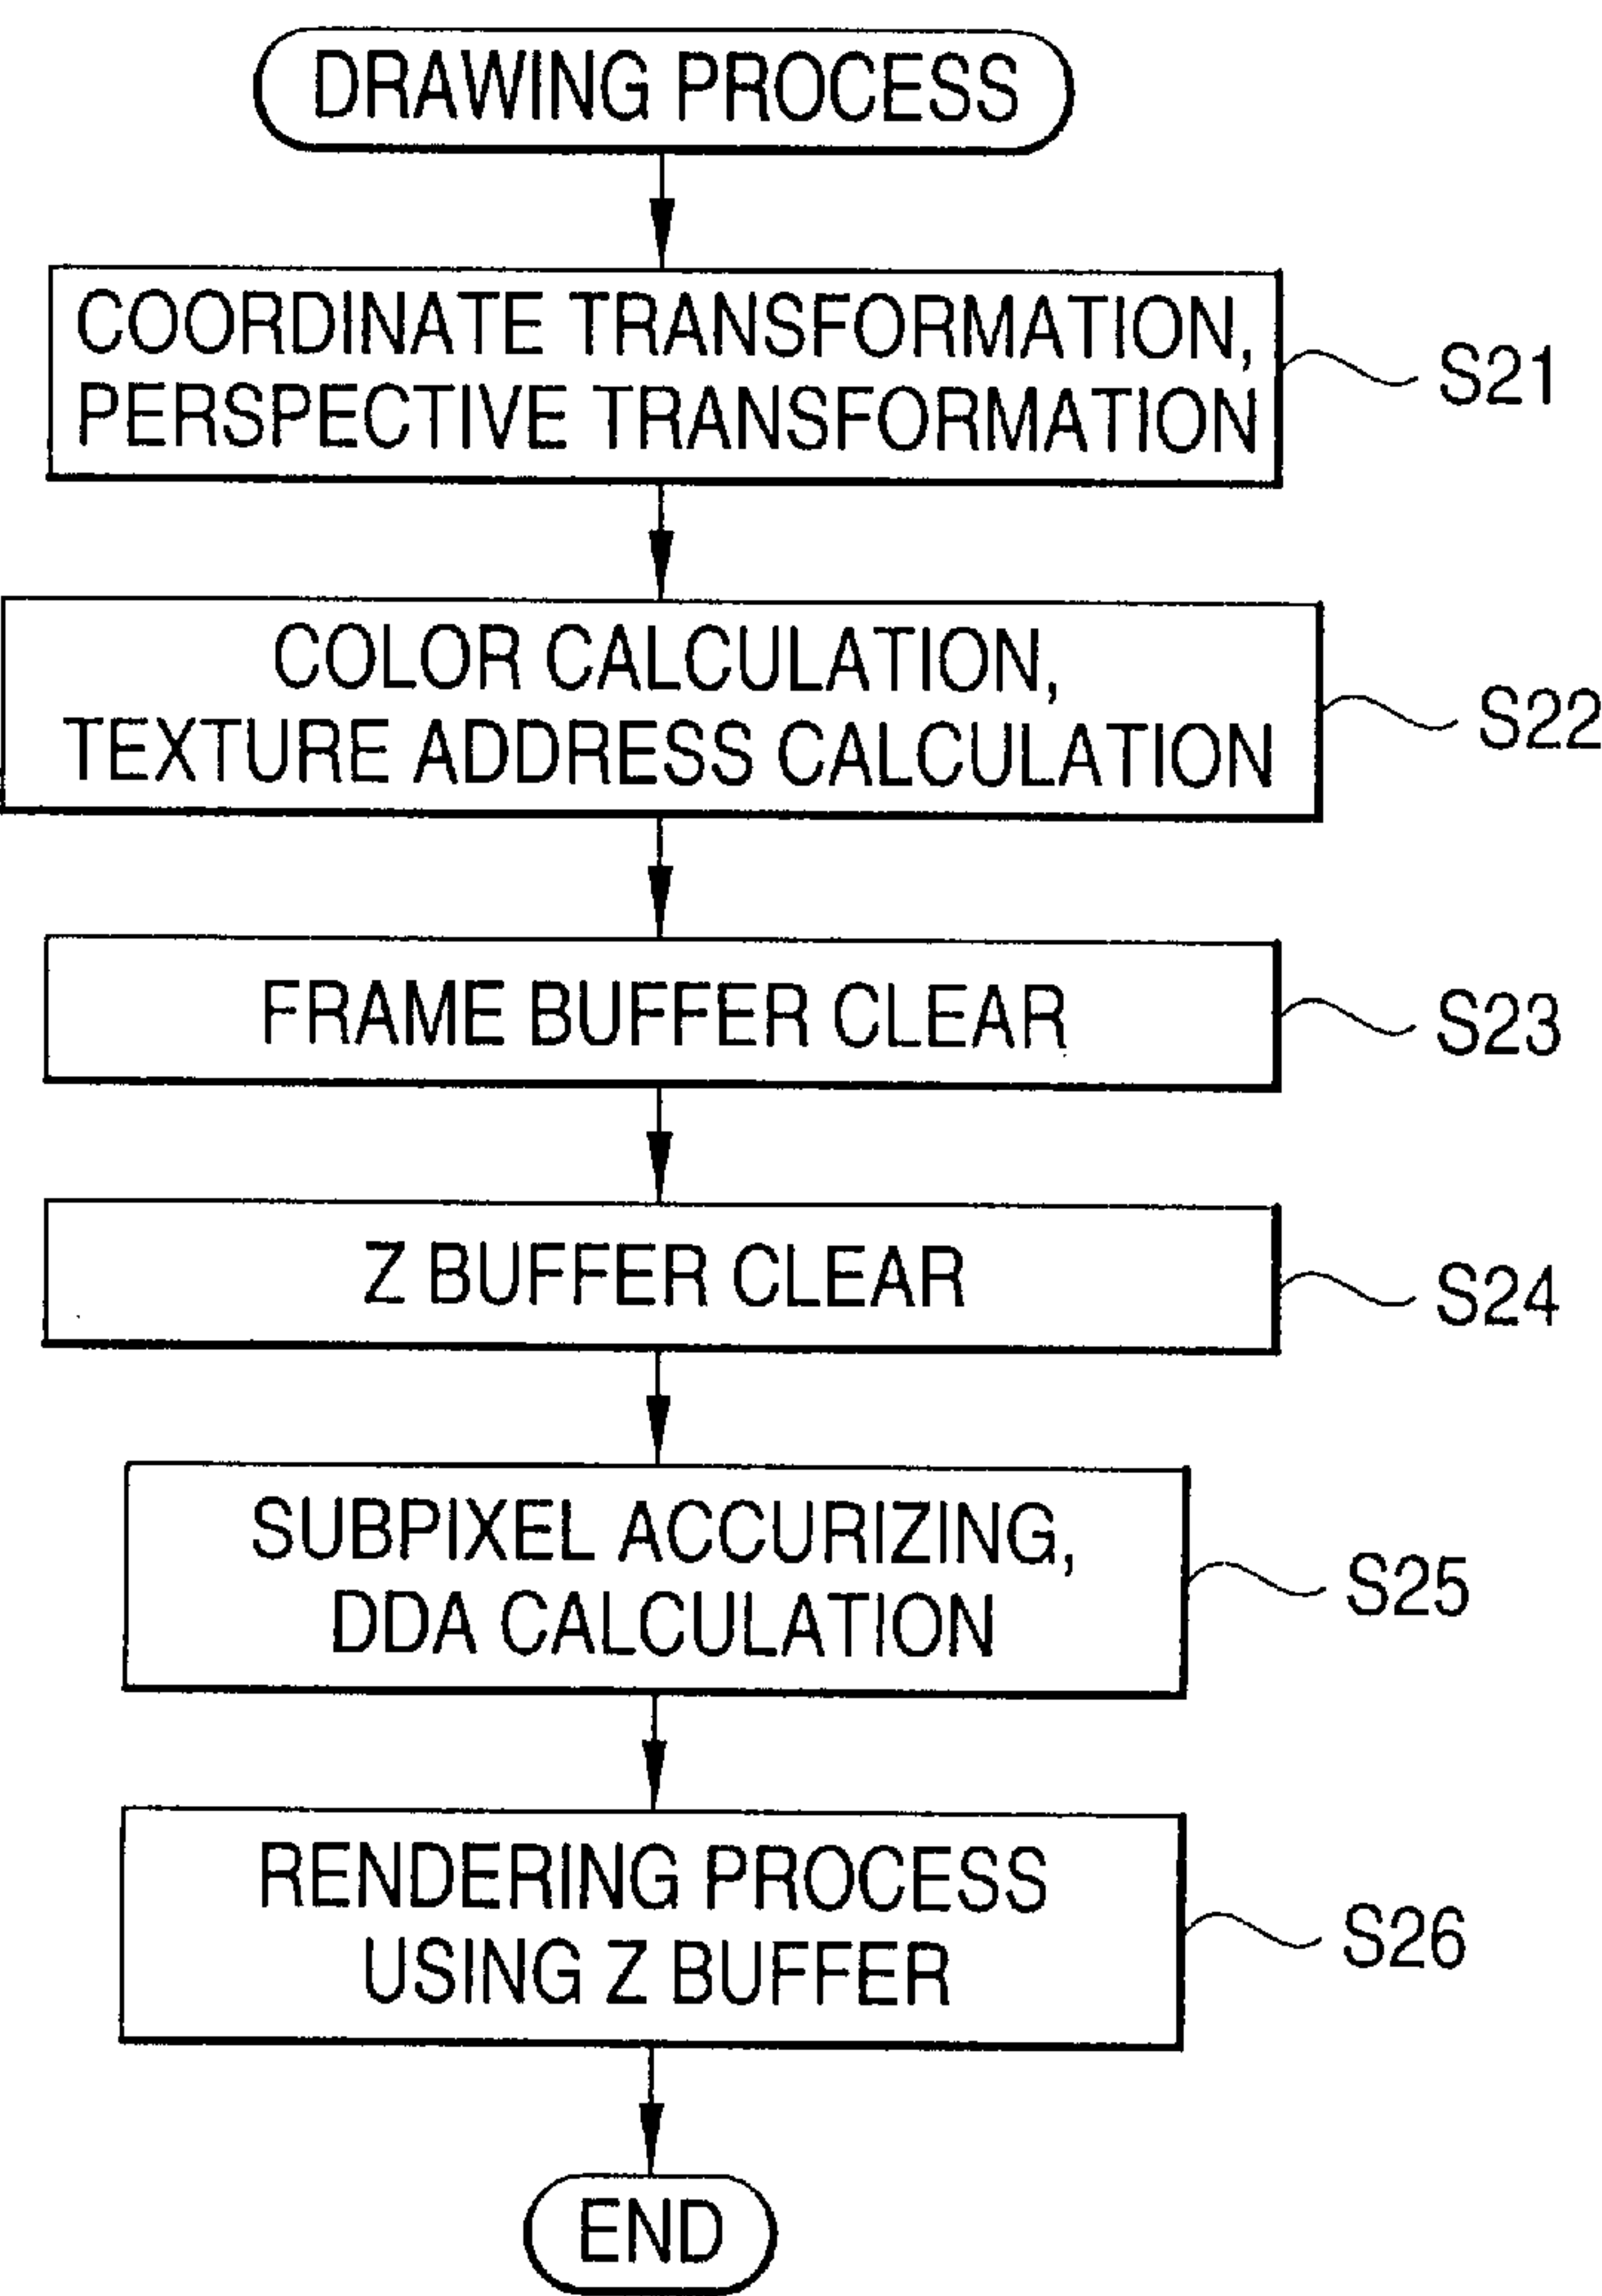 DRAWING PROCESS
COORDINATE TRANSFORMATION,
PERSPECTIVE TRANSFORMATION
S21
COLOR CALCULATION,
TEXTURE ADDRESS CALCULATION
S22
FRAME BUFFER CLEAR
S23
Z BUFFER CLEAR
S24
SUBPIXEL ACCURIZING,
DDA CALCULATION
S25
RENDERING PROCESS
USING Z BUFFER
S26
END